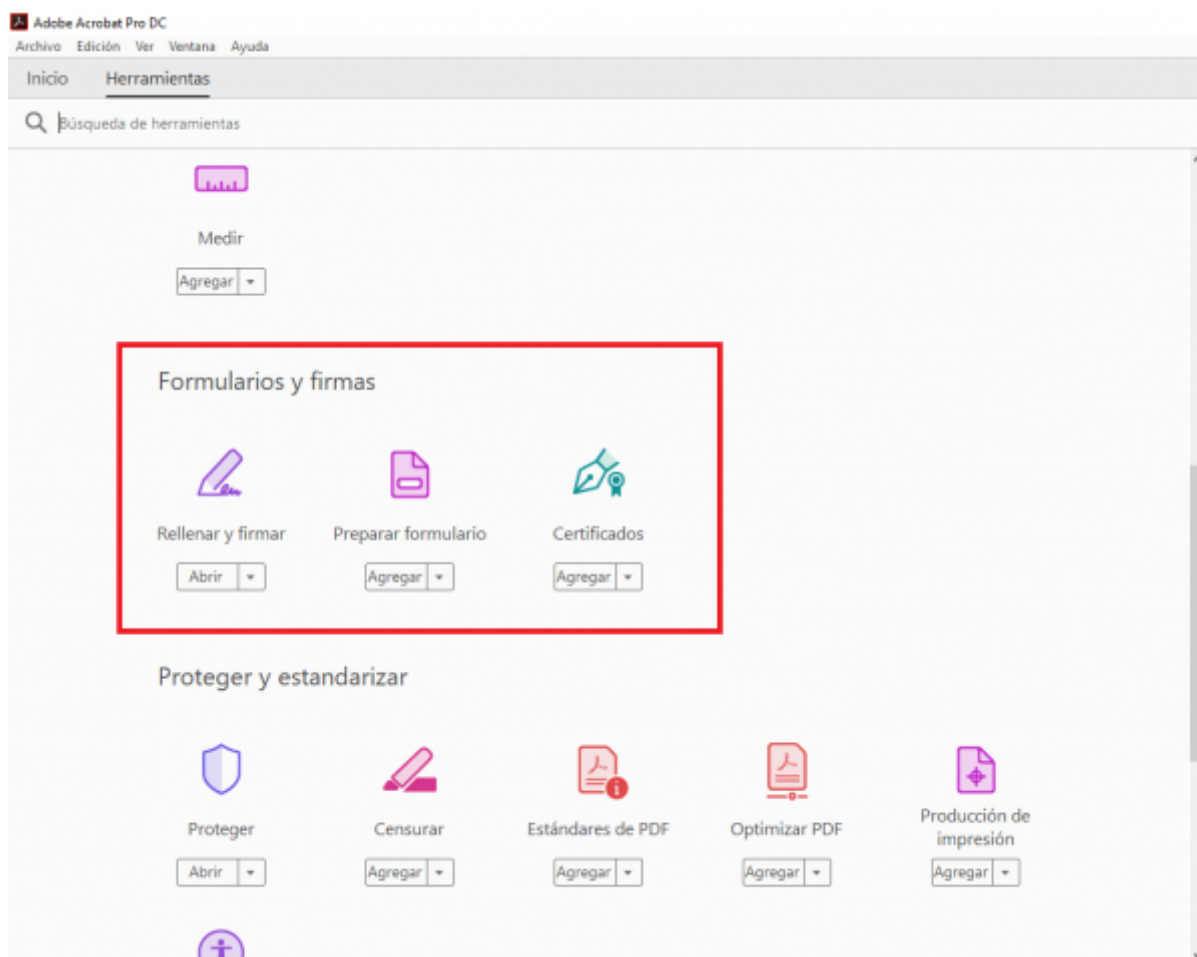 Adobe Acrobat Pro DC
Archivo Edición Ver Ventana Ayuda
Inicio Herramientas
Búsqueda de herramientas
Medir
Agregar
Formularios y firmas
Rellenar y firmar Preparar formulario Certificados
Abrir Agregar Agregar
Proteger y estandarizar
Proteger Censurar Estándares de PDF Optimizar PDF Producción de impresión
Abrir Agregar Agregar Agregar Agregar